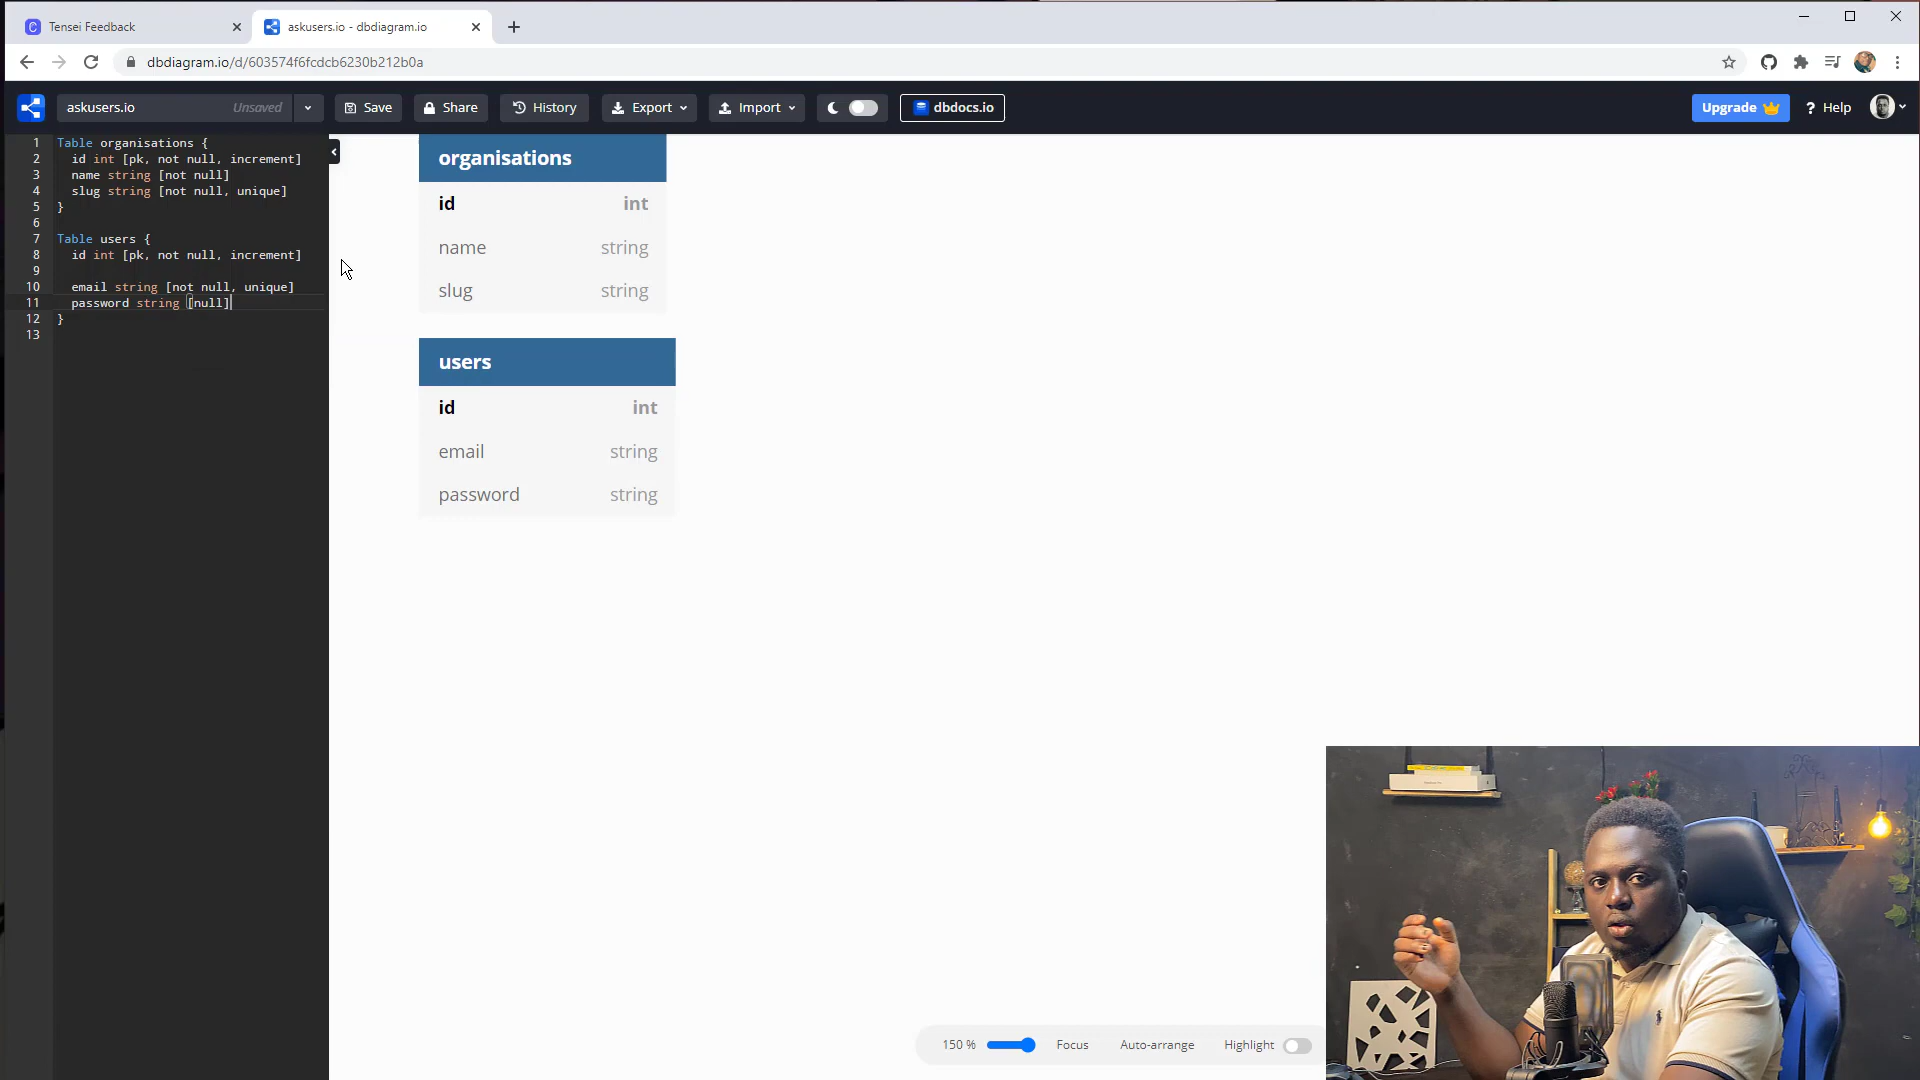 Tensei Feedback
askusers.io - dbdiagram.io
dbdiagram.io/d/603574f6fcdcb6230b212b0a
askusers.io Unsaved Save Share History Export Import dbdocs.io Upgrade ? Help
1 Table organisations {
2 id int [pk, not null, increment]
3 name string [not null]
4 slug string [not null, unique]
5 }
6
7 Table users {
8 id int [pk, not null, increment]
9
10 email string [not null, unique]
11 password string [null]
12 }
13
organisations
id int
name string
slug string
users
id int
email string
password string
150 % Focus Auto-arrange Highlight